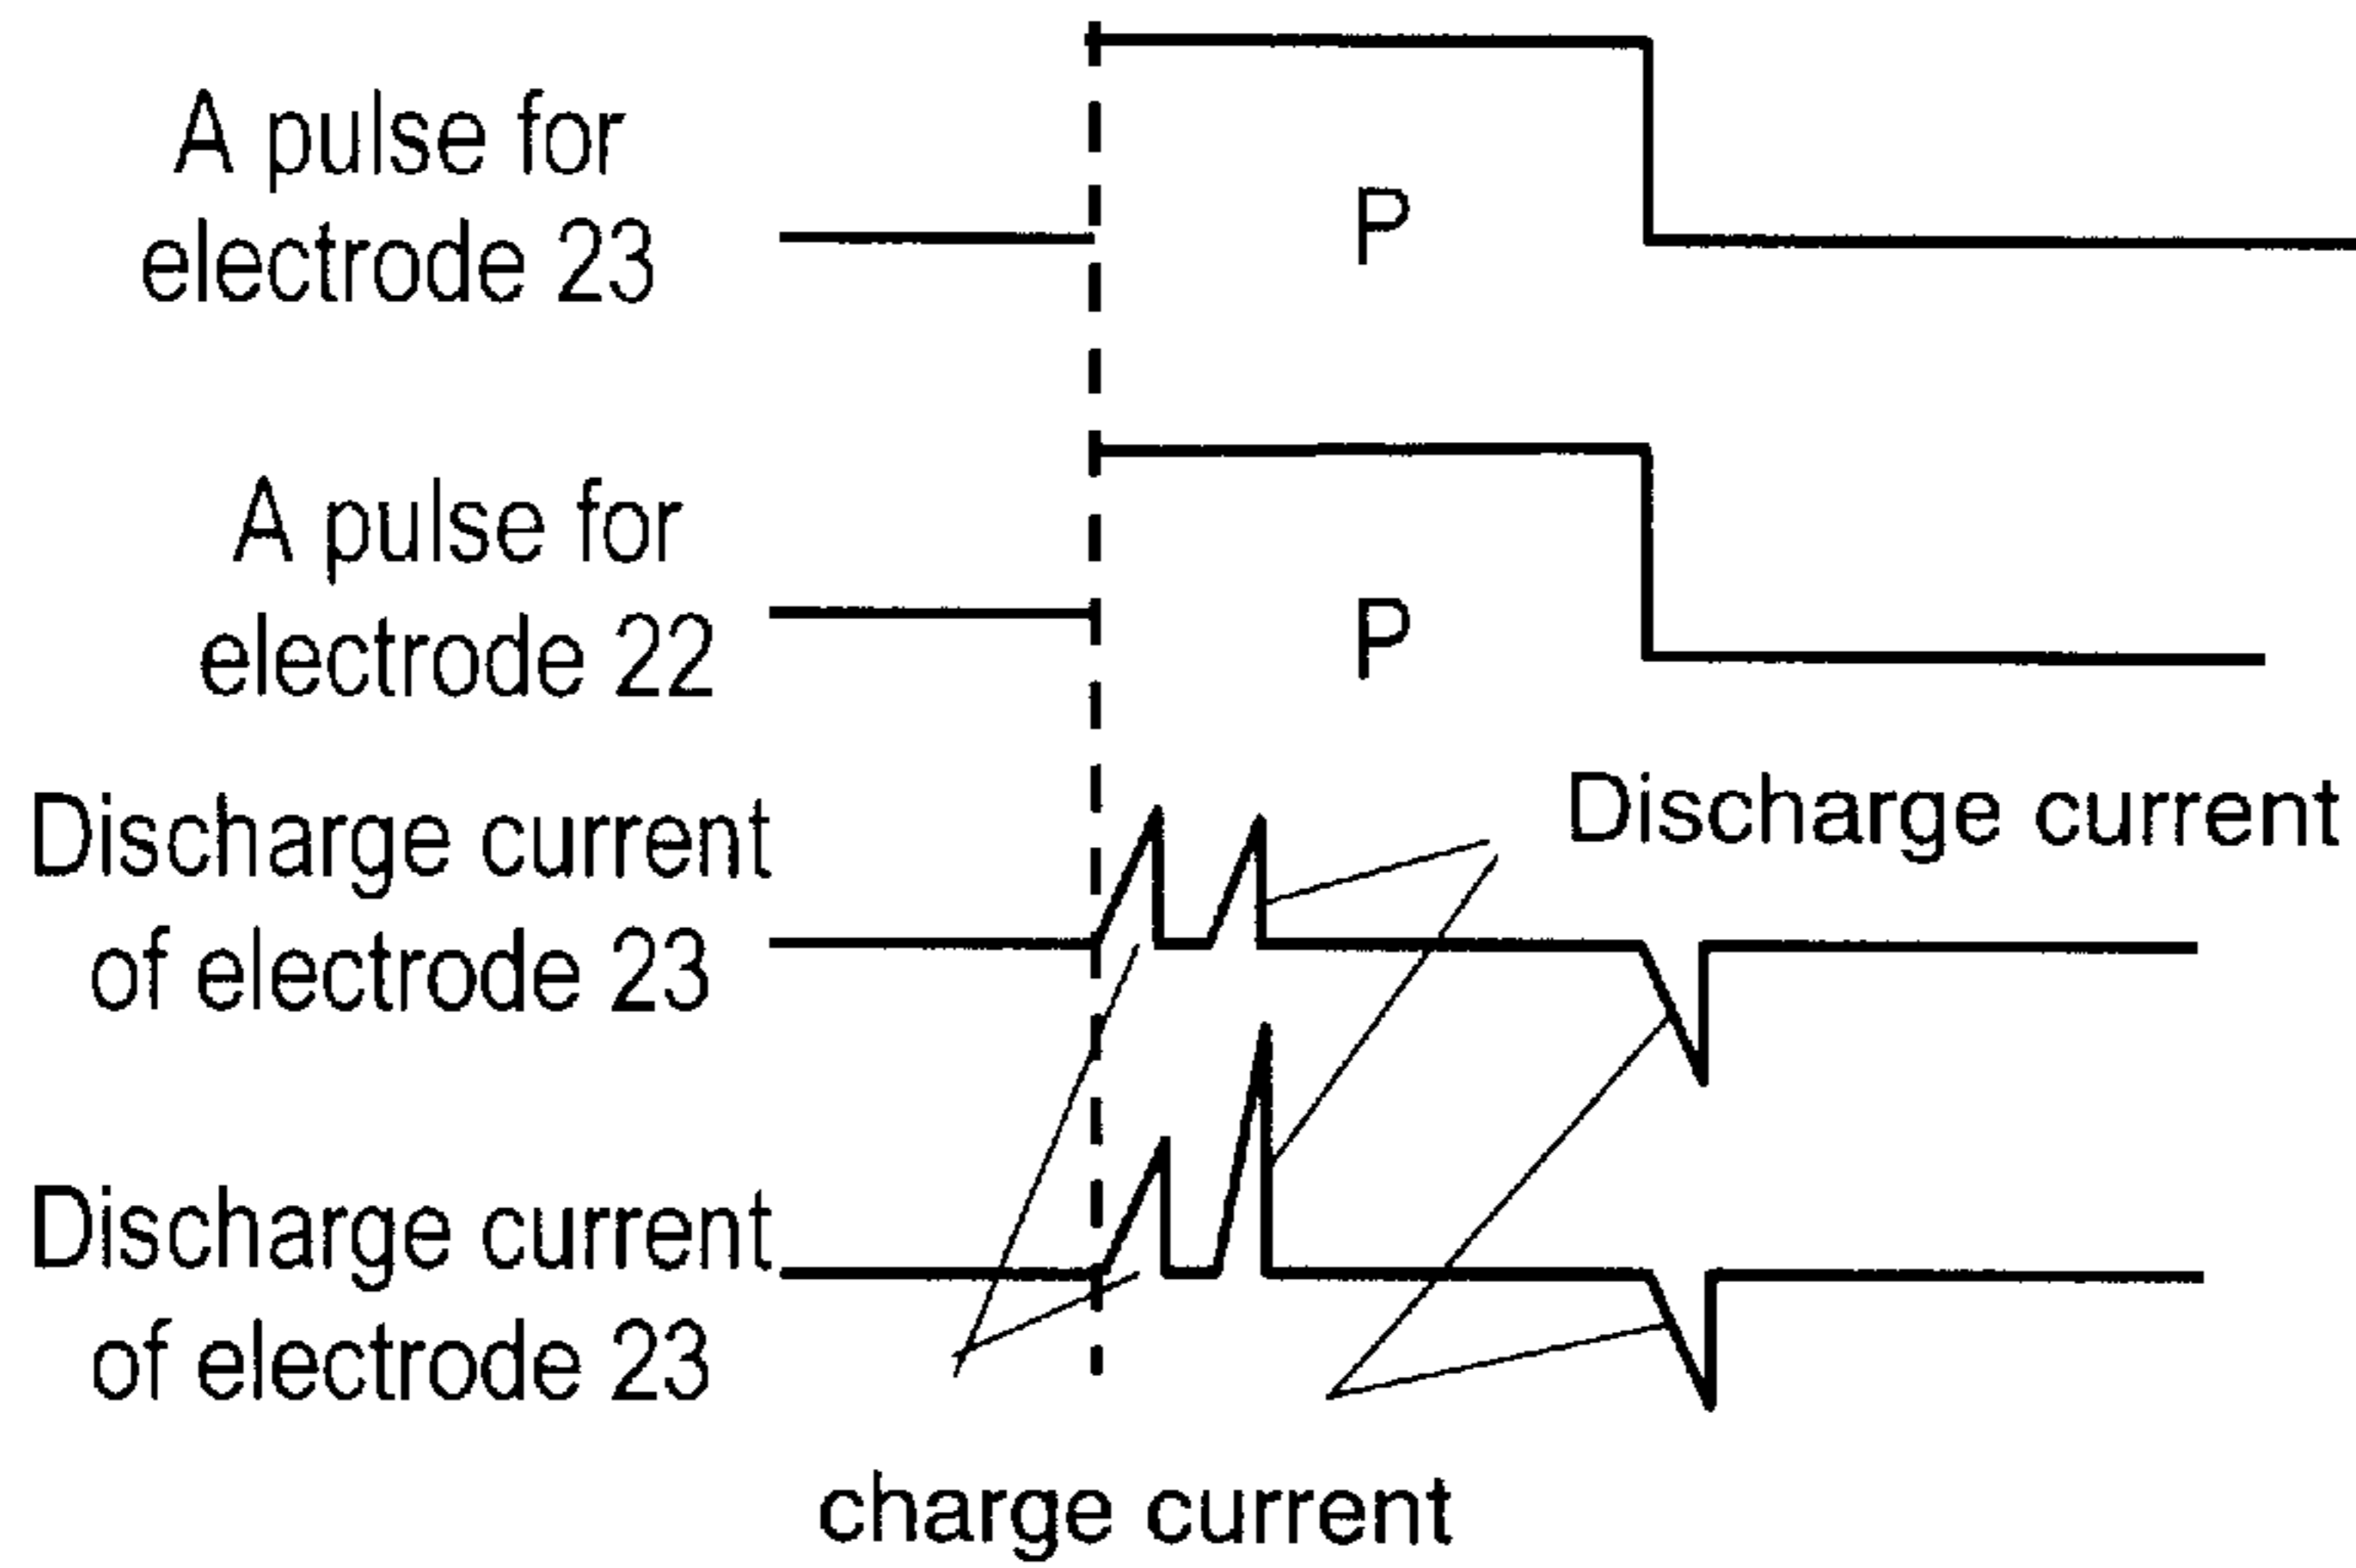 A pulse for
electrode 23
P
A pulse for
electrode 22
P
Discharge current
of electrode 23
Discharge current
Discharge current
of electrode 23
charge current